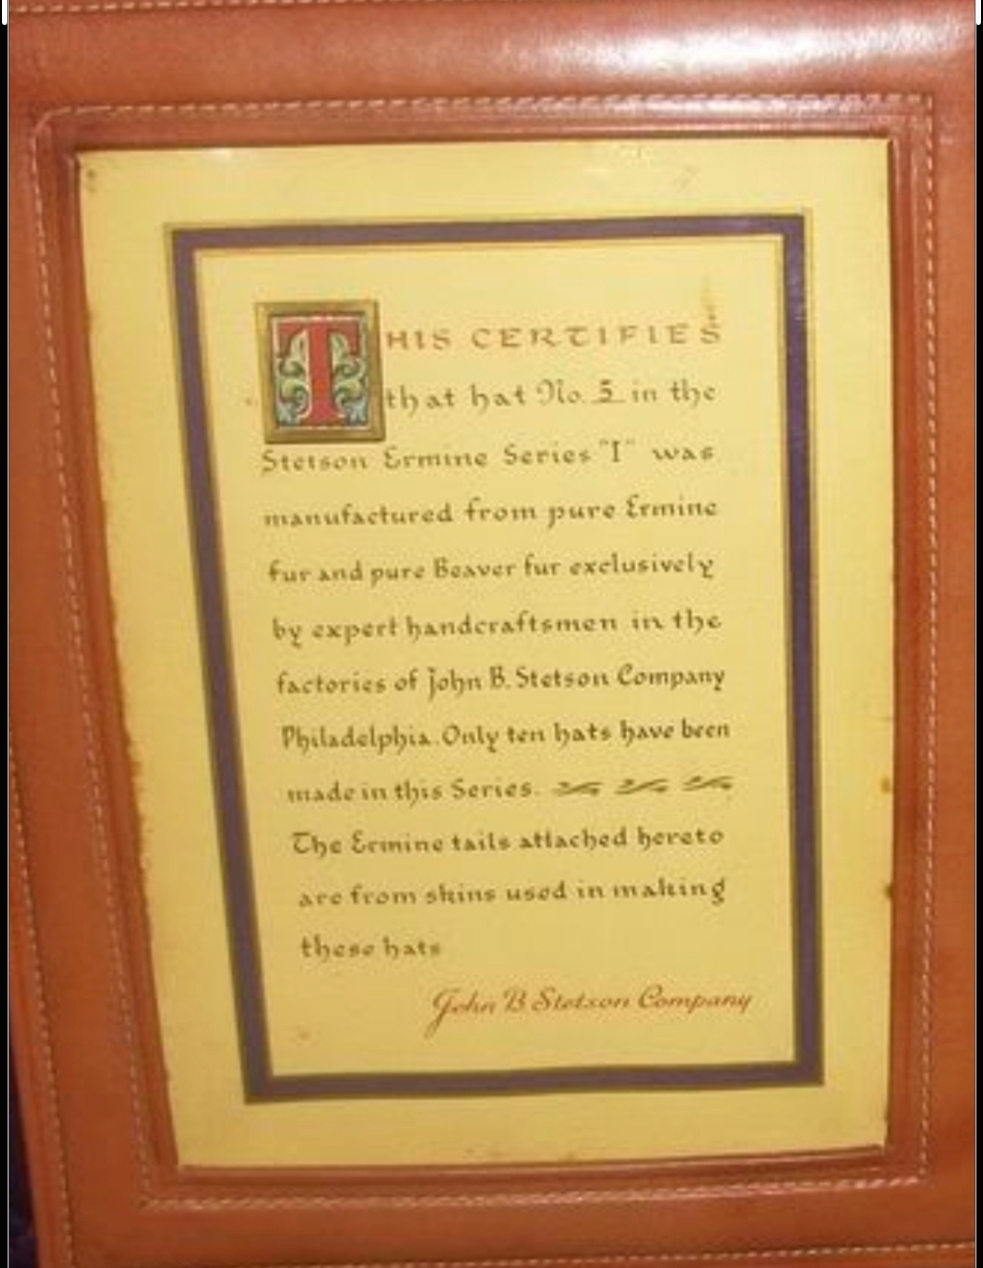 THIS CERTIFIES
that hat No. 5 in the
Stetson Ermine Series "I" was
manufactured from pure Ermine
fur and pure Beaver fur exclusively
by expert handcraftsmen in the
factories of John B. Stetson Company
Philadelphia. Only ten hats have been
made in this Series.
The Ermine tails attached hereto
are from skins used in making
these hats
John B Stetson Company